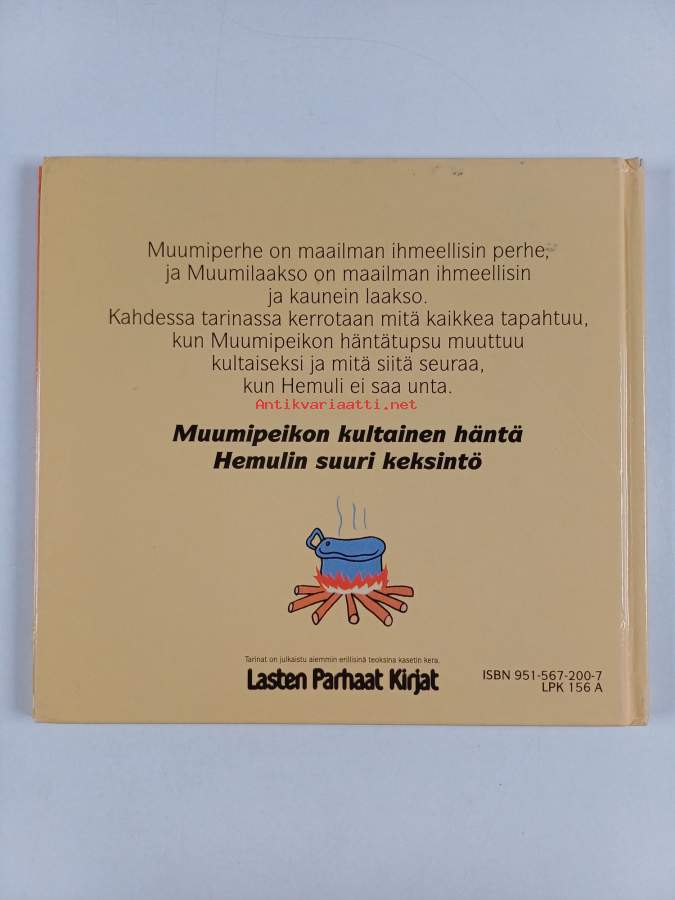 Muumiperhe on maailman ihmeellisin perhe,
ja Muumilaakso on maailman ihmeellisin
ja kaunein laakso.
Kahdessa tarinassa kerrotaan mitä kaikkea tapahtuu,
kun Muumipeikon häntätupsu muuttuu
kultaiseksi ja mitä siitä seuraa,
kun Hemuli ei saa unta.
Antikvariaatti.net
Muumipeikon kultainen häntä
Hemulin suuri keksintö
Tarinat on julkaistu aiemmin erillisinä teoksina kasetin kera.
Lasten Parhaat Kirjat
ISBN 951-567-200-7
LPK 156 A